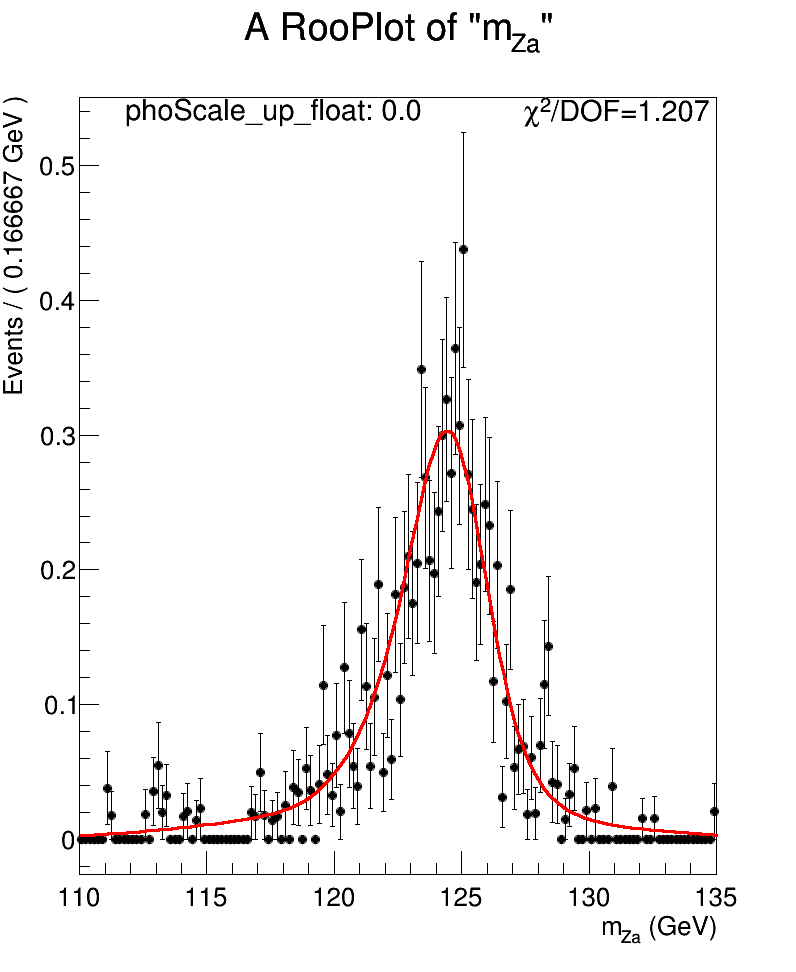 A RooPlot of "m_Za"
phoScale_up_float: 0.0
χ²/DOF=1.207
Events / ( 0.166667 GeV )
0.5
0.4
0.3
0.2
0.1
0
110 115 120 125 130 135
m_Za (GeV)